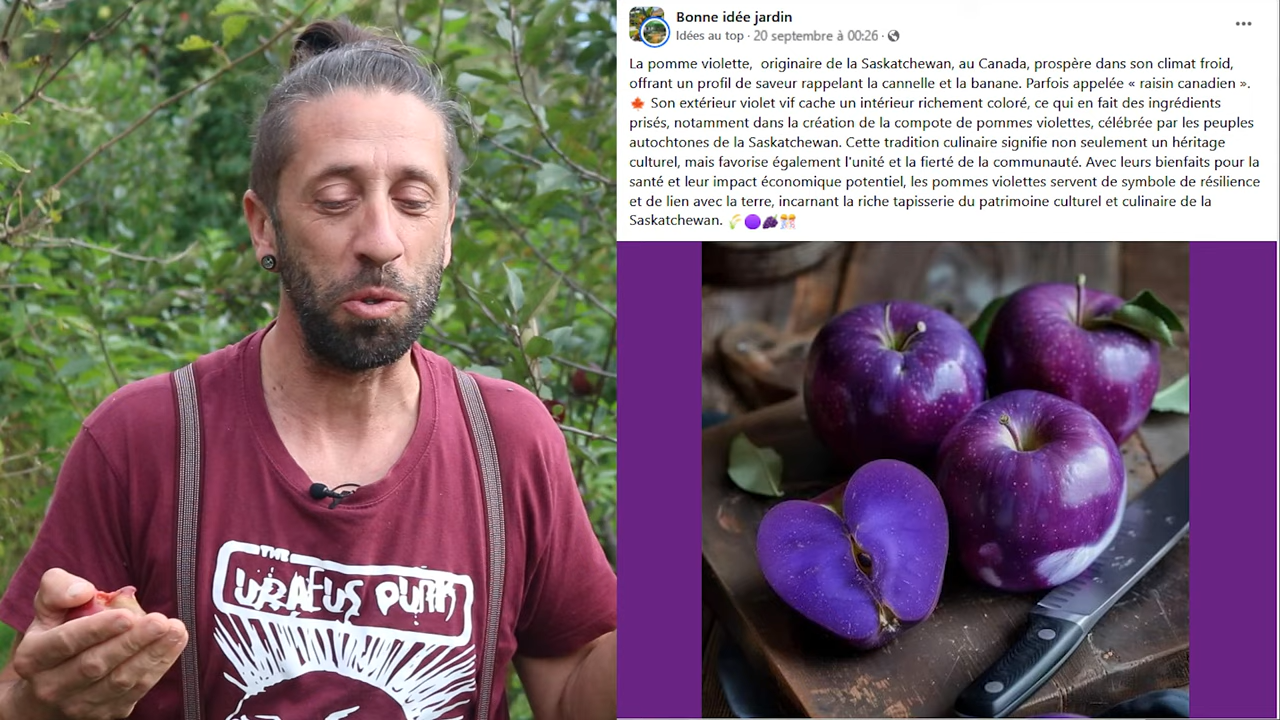 Bonne idée jardin
Idées au top · 20 septembre à 00:26 ·
La pomme violette, originaire de la Saskatchewan, au Canada, prospère dans son climat froid,
offrant un profil de saveur rappelant la cannelle et la banane. Parfois appelée « raisin canadien ».
🍁 Son extérieur violet vif cache un intérieur richement coloré, ce qui en fait des ingrédients
prisés, notamment dans la création de la compote de pommes violettes, célébrée par les peuples
autochtones de la Saskatchewan. Cette tradition culinaire signifie non seulement un héritage
culturel, mais favorise également l'unité et la fierté de la communauté. Avec leurs bienfaits pour la
santé et leur impact économique potentiel, les pommes violettes servent de symbole de résilience
et de lien avec la terre, incarnant la riche tapisserie du patrimoine culturel et culinaire de la
Saskatchewan.
THE
URAEUS PUNK